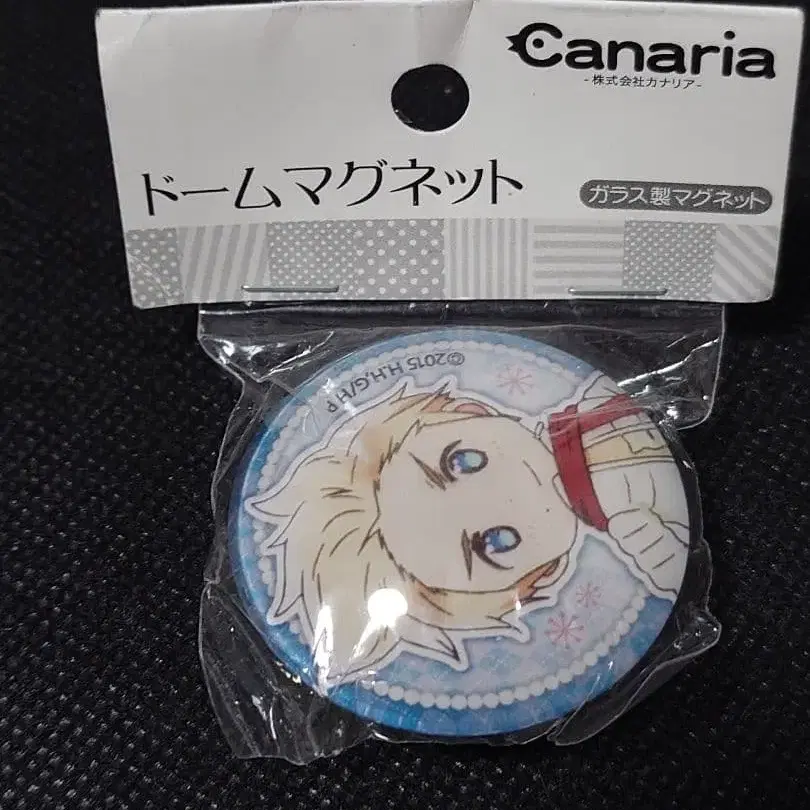 Canaria
-株式会社カナリア-
ドームマグネット
ガラス製マグネット
©2015 H.H,G/H P